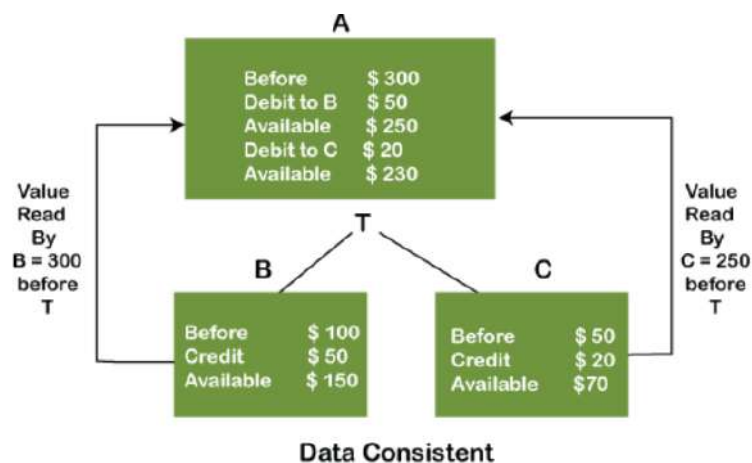 A
Before $ 300
Debit to B $ 50
Available $ 250
Debit to C $ 20
Available $ 230
Value
Read
By
B = 300
before
T
T
Value
Read
By
C = 250
before
T
B
Before $ 100
Credit $ 50
Available $ 150
C
Before $ 50
Credit $ 20
Available $70
Data Consistent